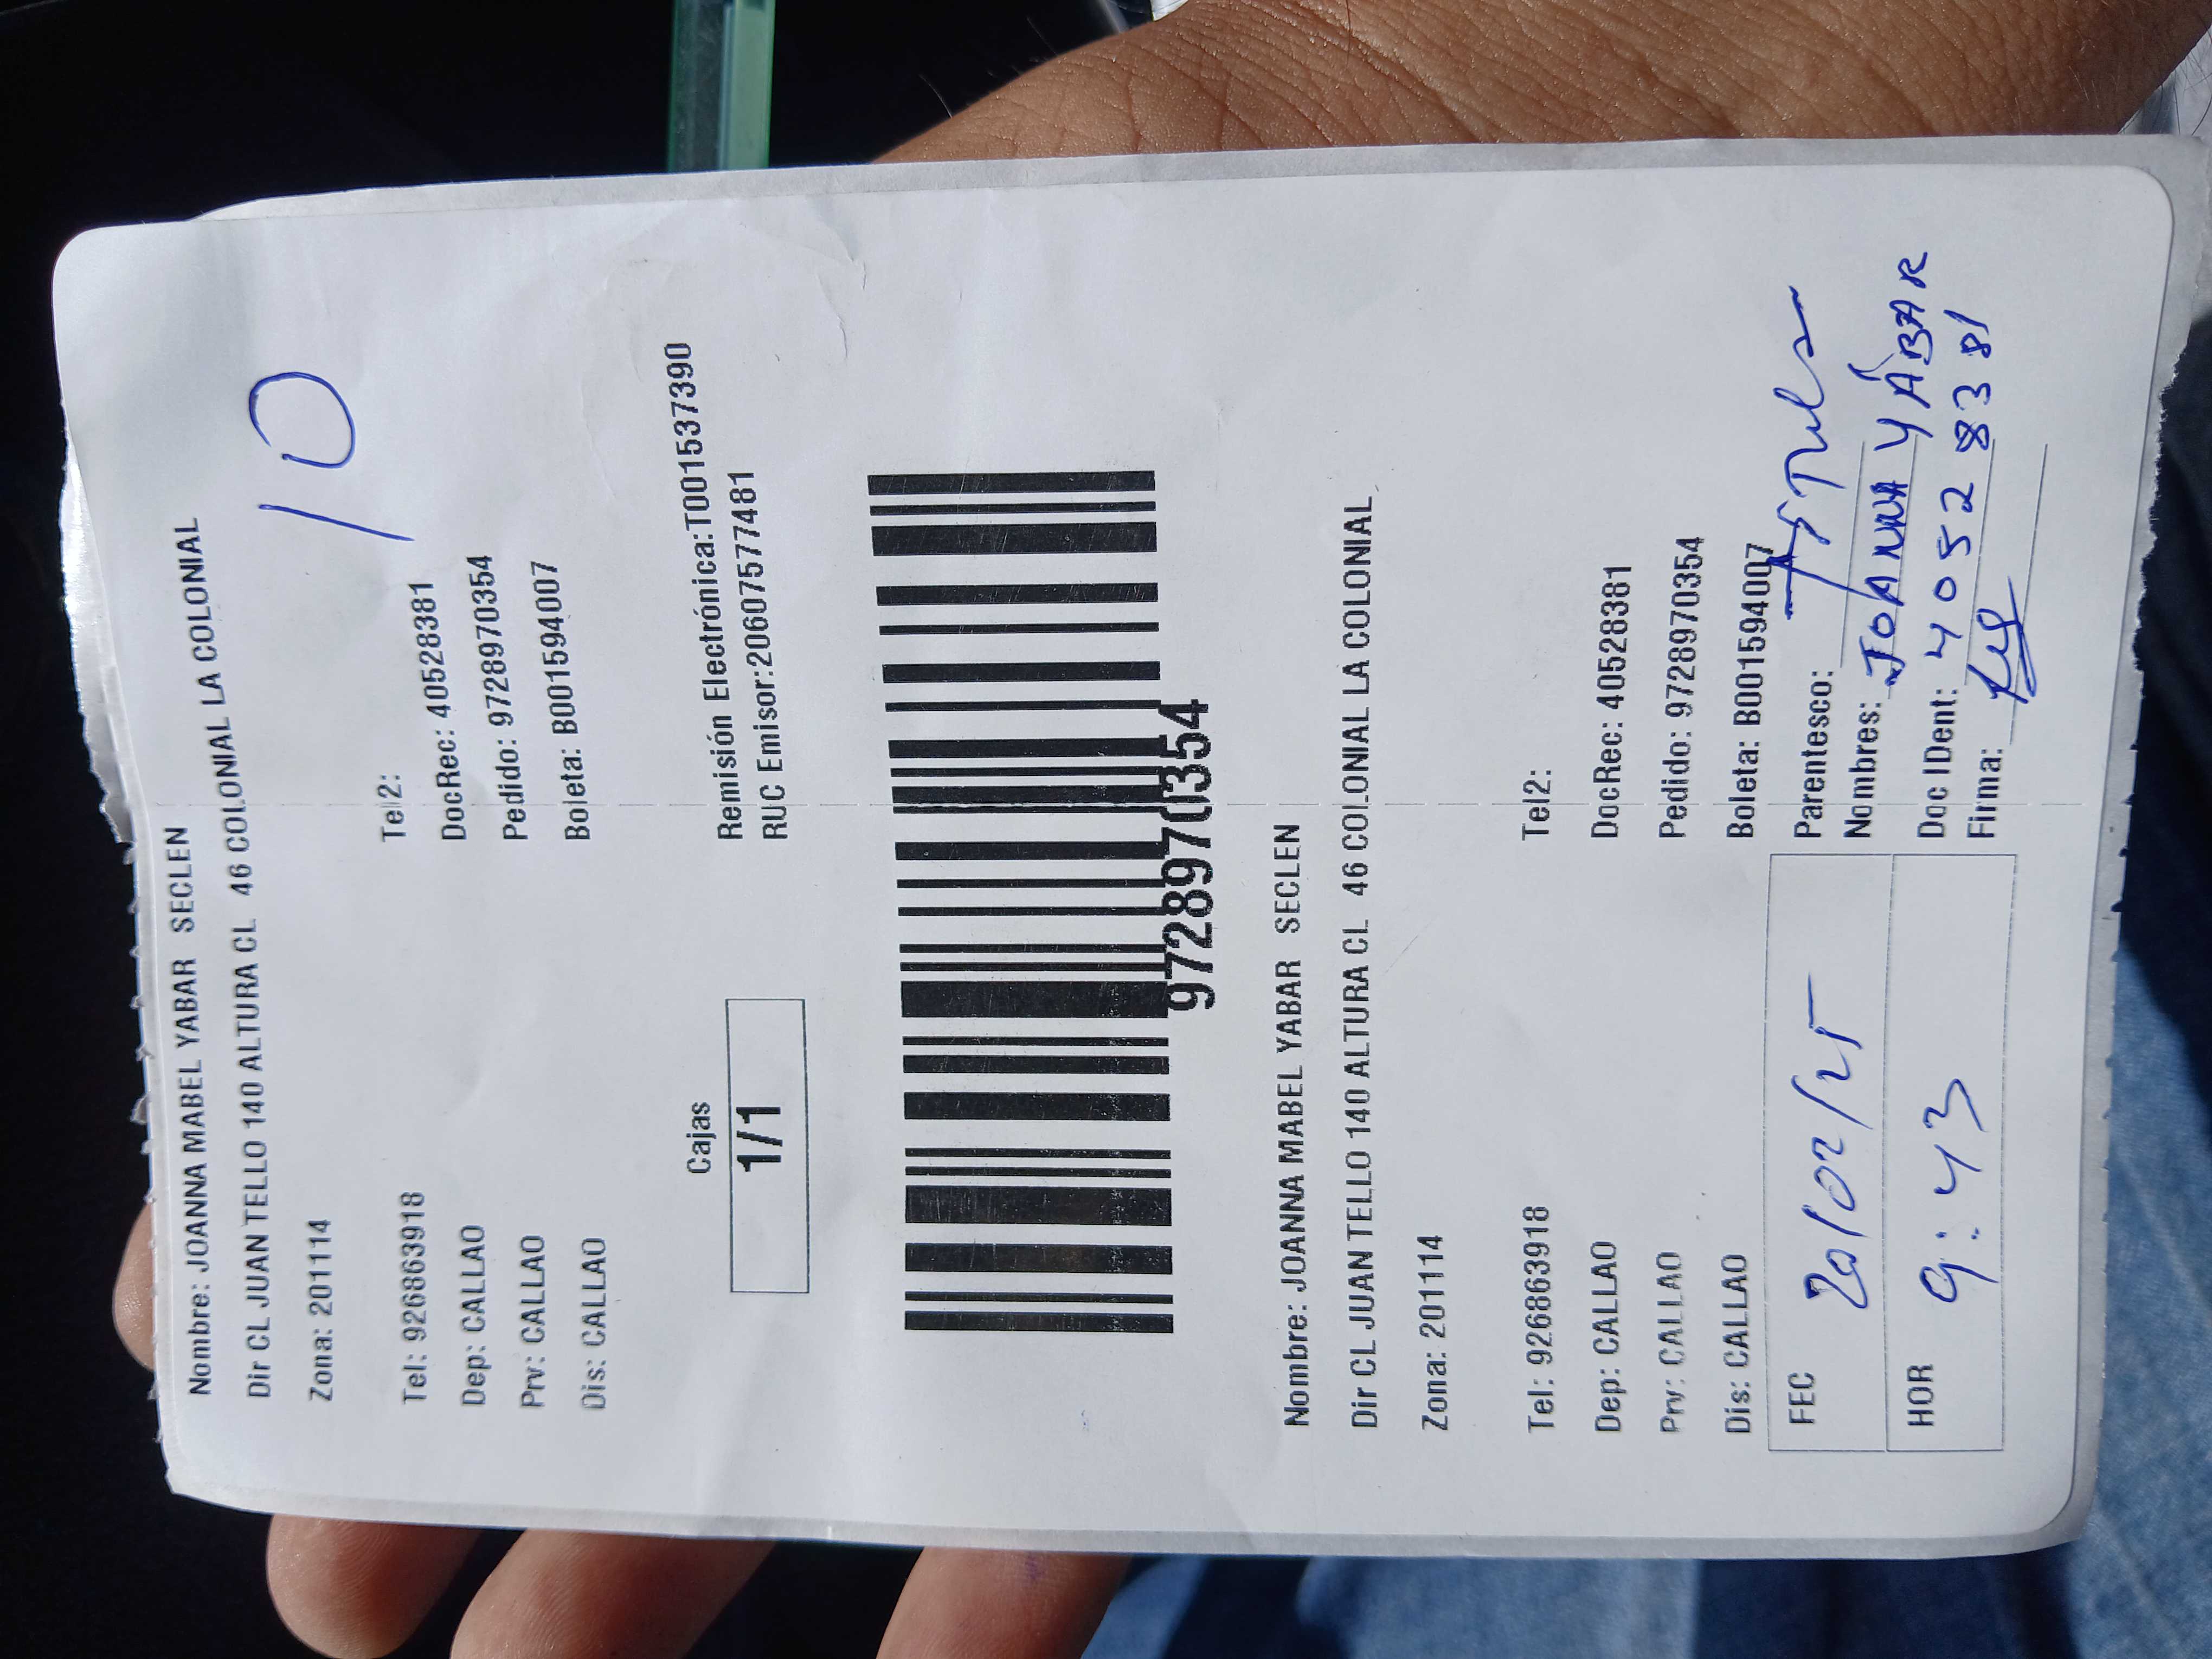 Nombre: JOANNA MABEL YABAR SECLEN
Dir CL JUAN TELLO 140 ALTURA CL 46 COLONIAL LA COLONIAL
Zona: 201114
10
Tel: 926863918 Tel2:
Dep: CALLAO DocRec: 40528381
Prv: CALLAO Pedido: 9728970354
Dis: CALLAO Boleta: B001594007
Cajas
1/1
Remisión Electrónica:T001537390
RUC Emisor:20607577481
9728970354
Nombre: JOANNA MABEL YABAR SECLEN
Dir CL JUAN TELLO 140 ALTURA CL 46 COLONIAL LA COLONIAL
Zona: 201114
Tel: 926863918 Tel2:
Dep: CALLAO DocRec: 40528381
Prv: CALLAO Pedido: 9728970354
Dis: CALLAO Boleta: B001594007
FEC 20/02/25 Parentesco:
Nombres: JOANNA YÁBAR
HOR 9:43 Doc IDent: 40528381
Firma: